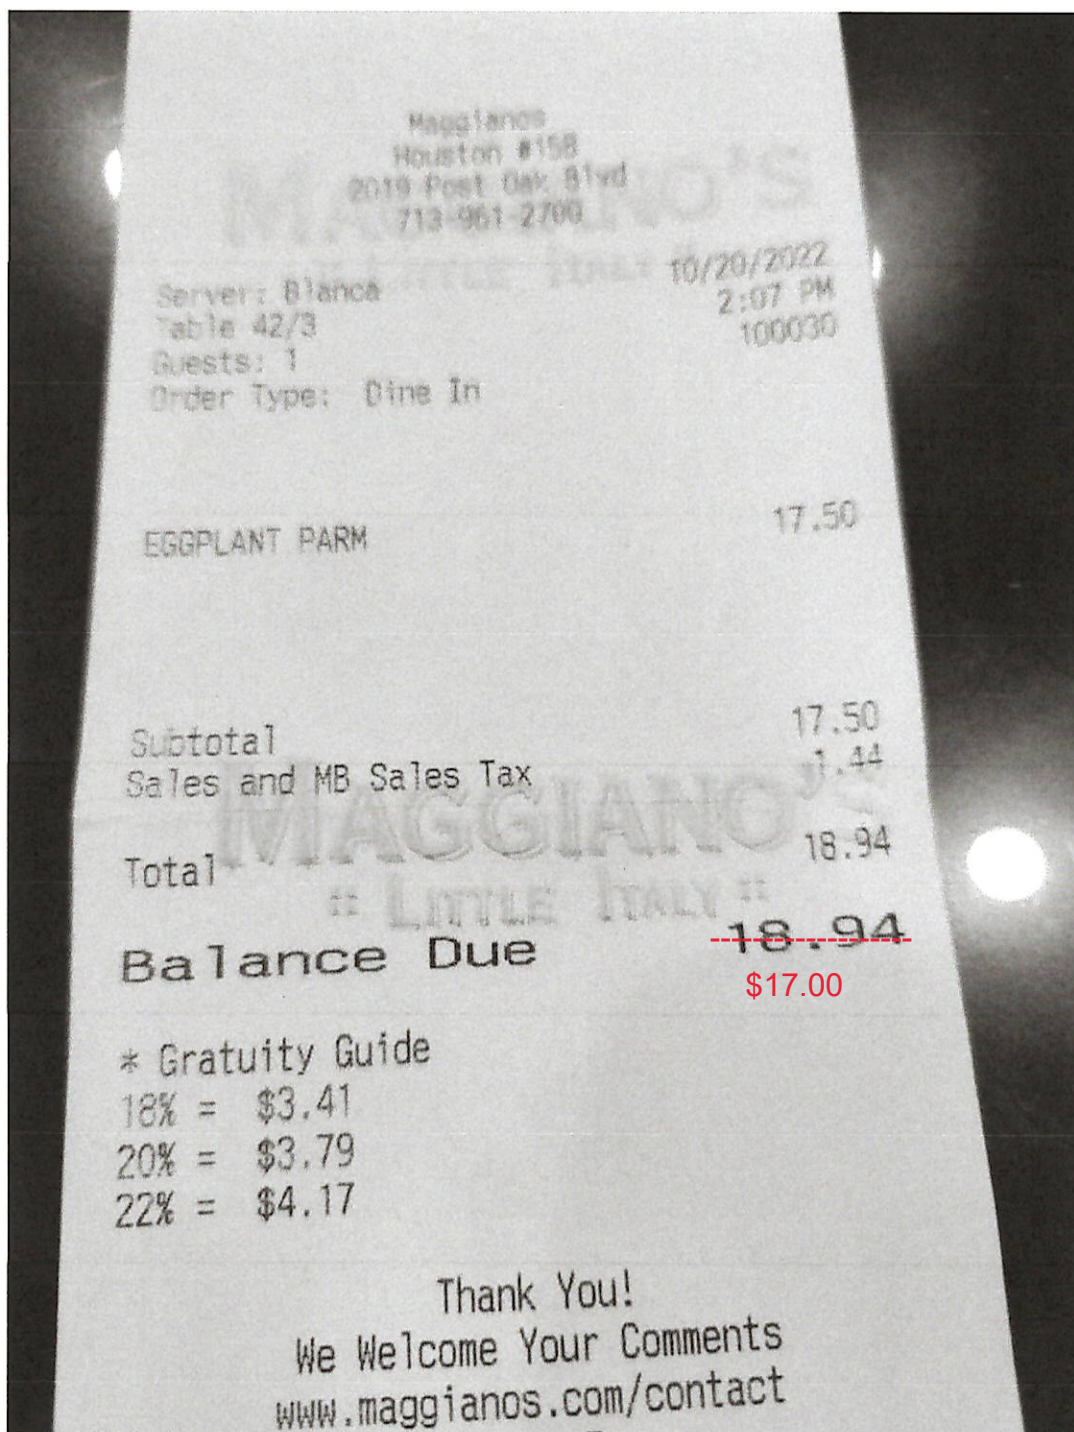 Maggianos
Houston #158
2019 Post Oak Blvd
713-961-2700
MAGGIANO'S
LITTLE ITALY
10/20/2022
Server: Blanca 2:07 PM
Table 42/3 100030
Guests: 1
Order Type: Dine In
EGGPLANT PARM 17.50
Subtotal 17.50
Sales and MB Sales Tax 1.44
MAGGIANO'S
Total 18.94
:: LITTLE ITALY ::
Balance Due 18.94
$17.00
* Gratuity Guide
18% = $3.41
20% = $3.79
22% = $4.17
Thank You!
We Welcome Your Comments
www.maggianos.com/contact